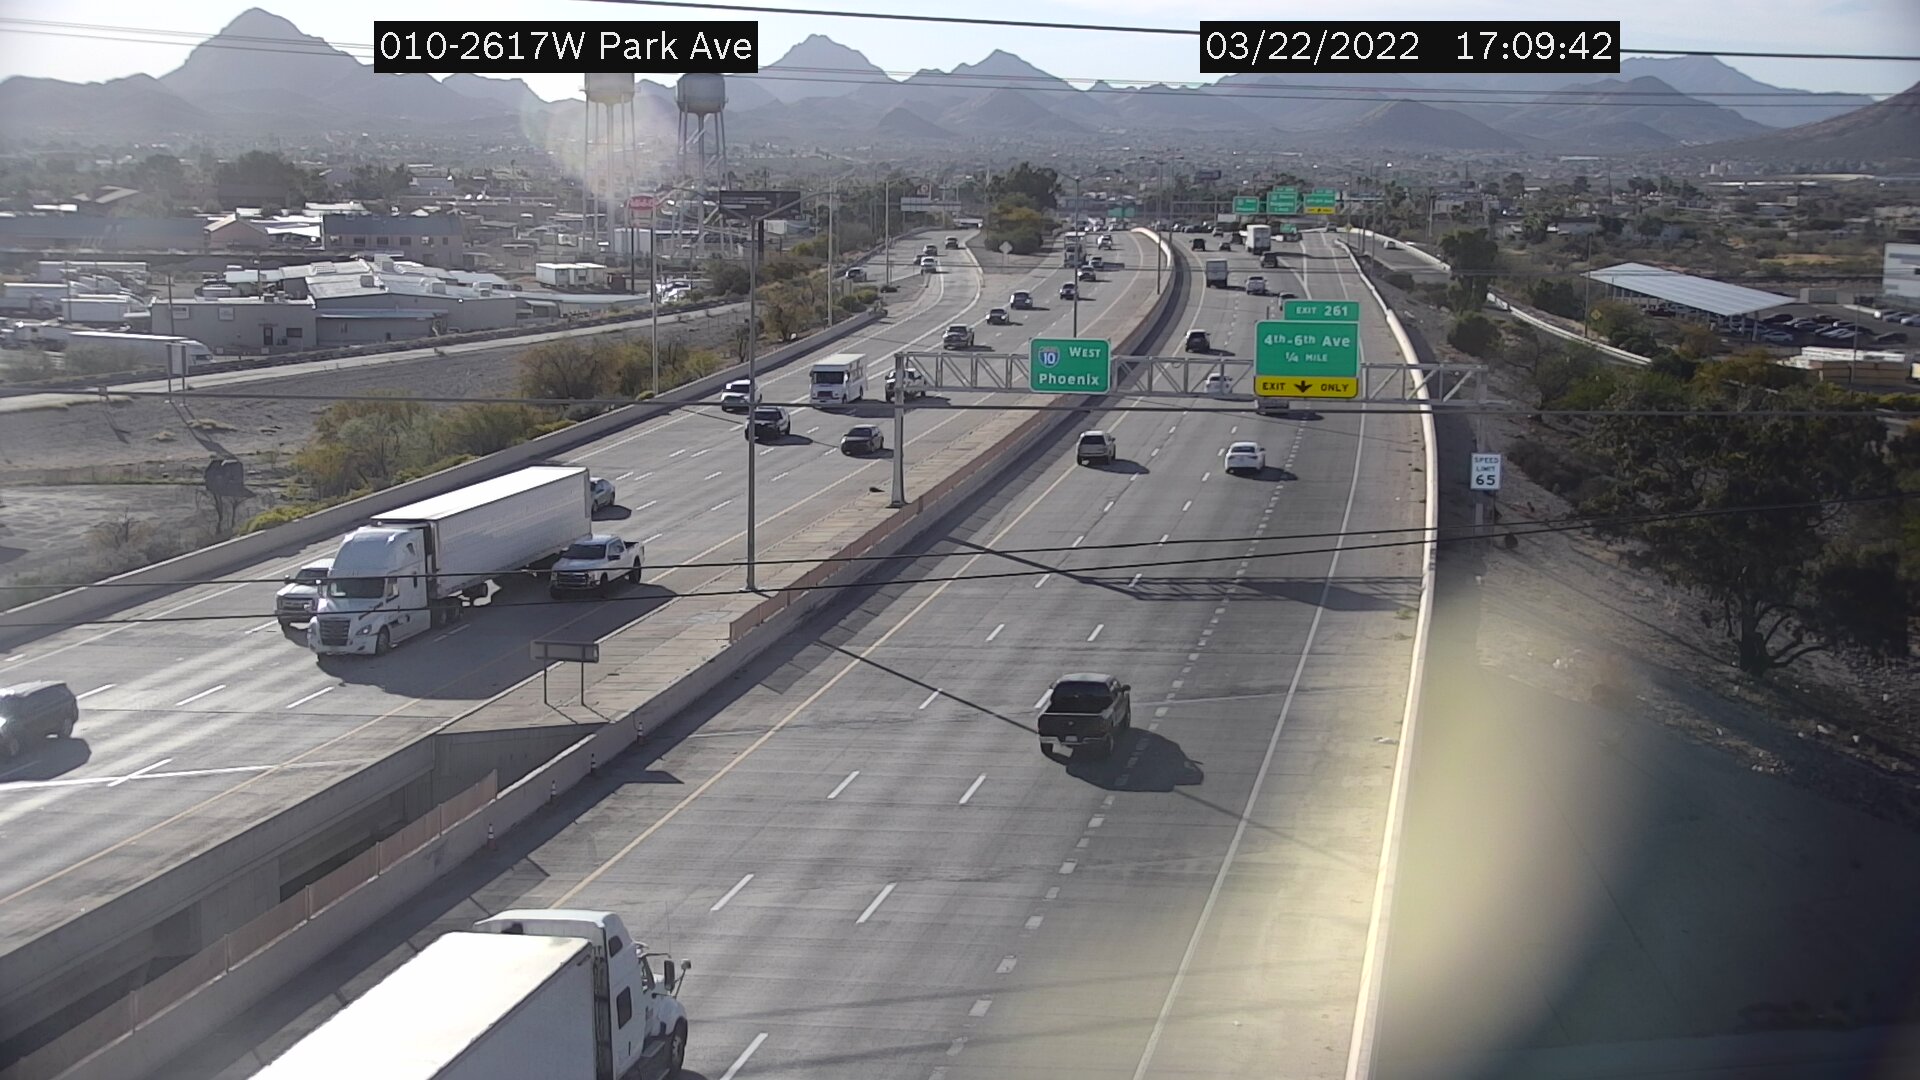 010-2617W Park Ave
03/22/2022 17:09:42
EXIT 261
10 WEST
Phoenix
4th-6th Ave
1/4 MILE
EXIT ONLY
SPEED
LIMIT
65